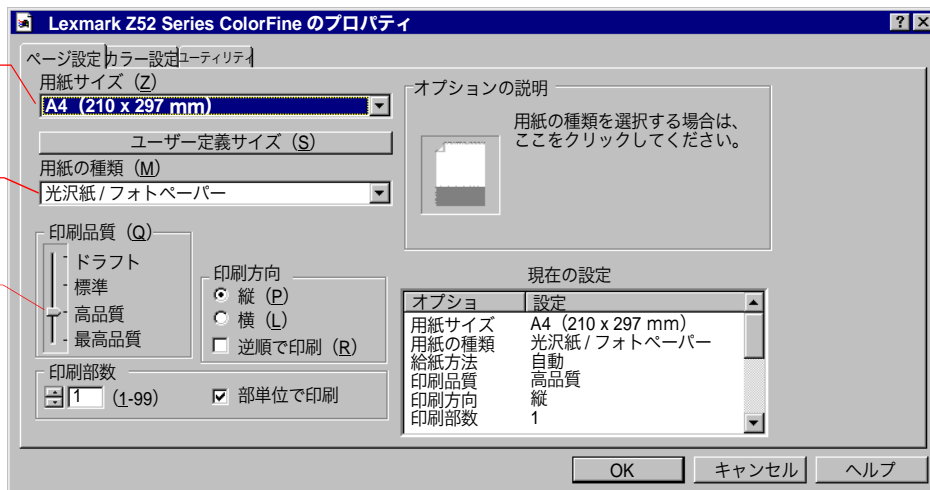 Lexmark Z52 Series ColorFine のプロパティ
ページ設定 カラー設定 ユーティリティ
用紙サイズ（Z）
A4（210 x 297 mm）
ユーザー定義サイズ（S）
用紙の種類（M）
光沢紙 / フォトペーパー
印刷品質（Q）
ドラフト
標準
高品質
最高品質
印刷方向
縦（P）
横（L）
逆順で印刷（R）
印刷部数
1 (1-99)
部単位で印刷
オプションの説明
用紙の種類を選択する場合は、
ここをクリックしてください。
現在の設定
オプショ 設定
用紙サイズ A4（210 x 297 mm）
用紙の種類 光沢紙 / フォトペーパー
給紙方法 自動
印刷品質 高品質
印刷方向 縦
印刷部数 1
OK キャンセル ヘルプ